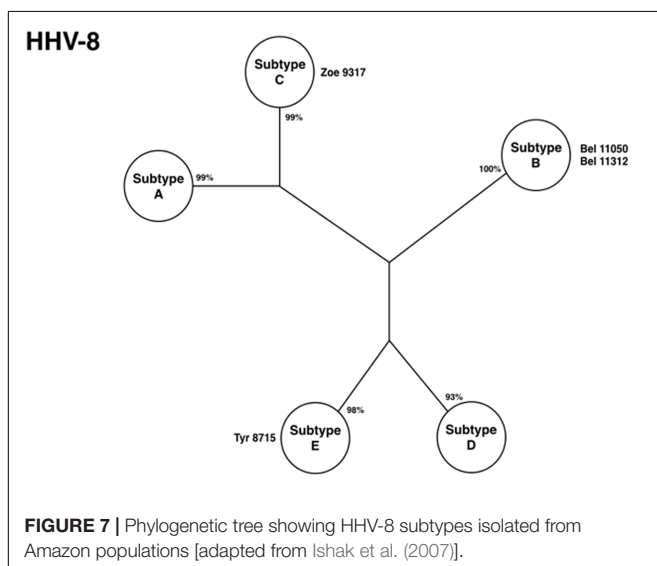 HHV-8
Subtype
C
Zoe 9317
99%
Subtype
B
Bel 11050
Bel 11312
100%
Subtype
A
99%
93%
98%
Tyr 8715
Subtype
E
Subtype
D
FIGURE 7 | Phylogenetic tree showing HHV-8 subtypes isolated from
Amazon populations [adapted from Ishak et al. (2007)].